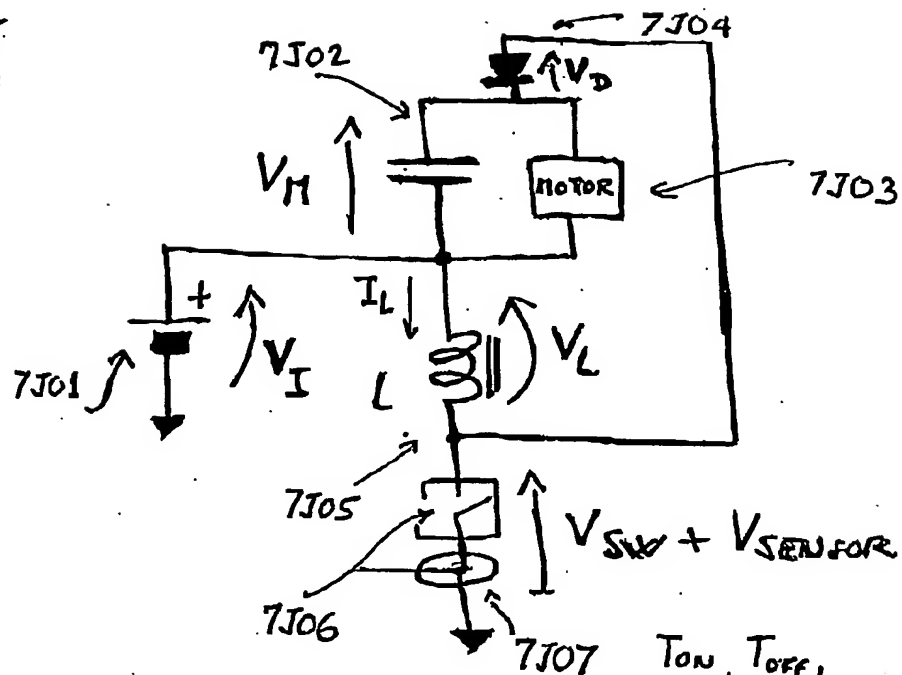 7J04
7J02
V_D
V_M
MOTOR
7J03
+
I_L
V_I
V_L
7J01
L
7J05
V_SW + V_SENSOR
7J06
7J07
T_ON, T_OFF,